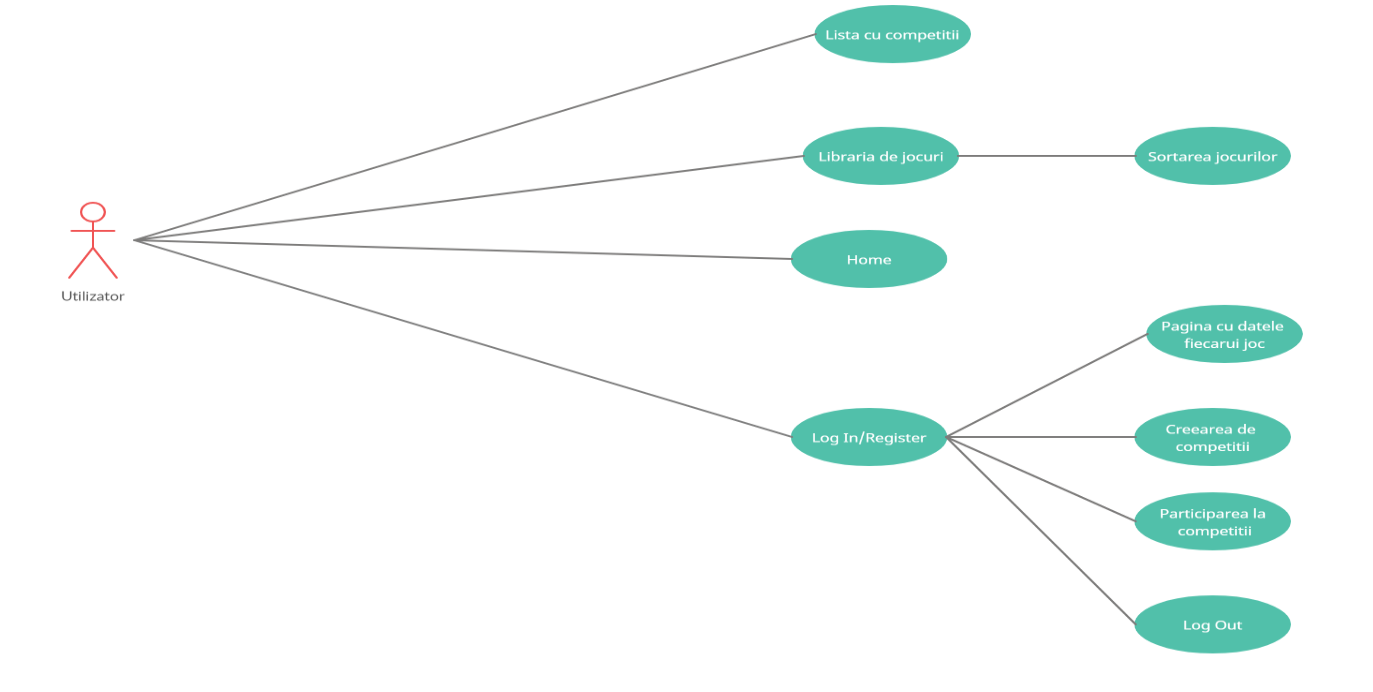 Lista cu competitii
Libraria de jocuri
Sortarea jocurilor
Utilizator
Home
Pagina cu datele
fiecarui joc
Log In/Register
Creearea de
competitii
Participarea la
competitii
Log Out